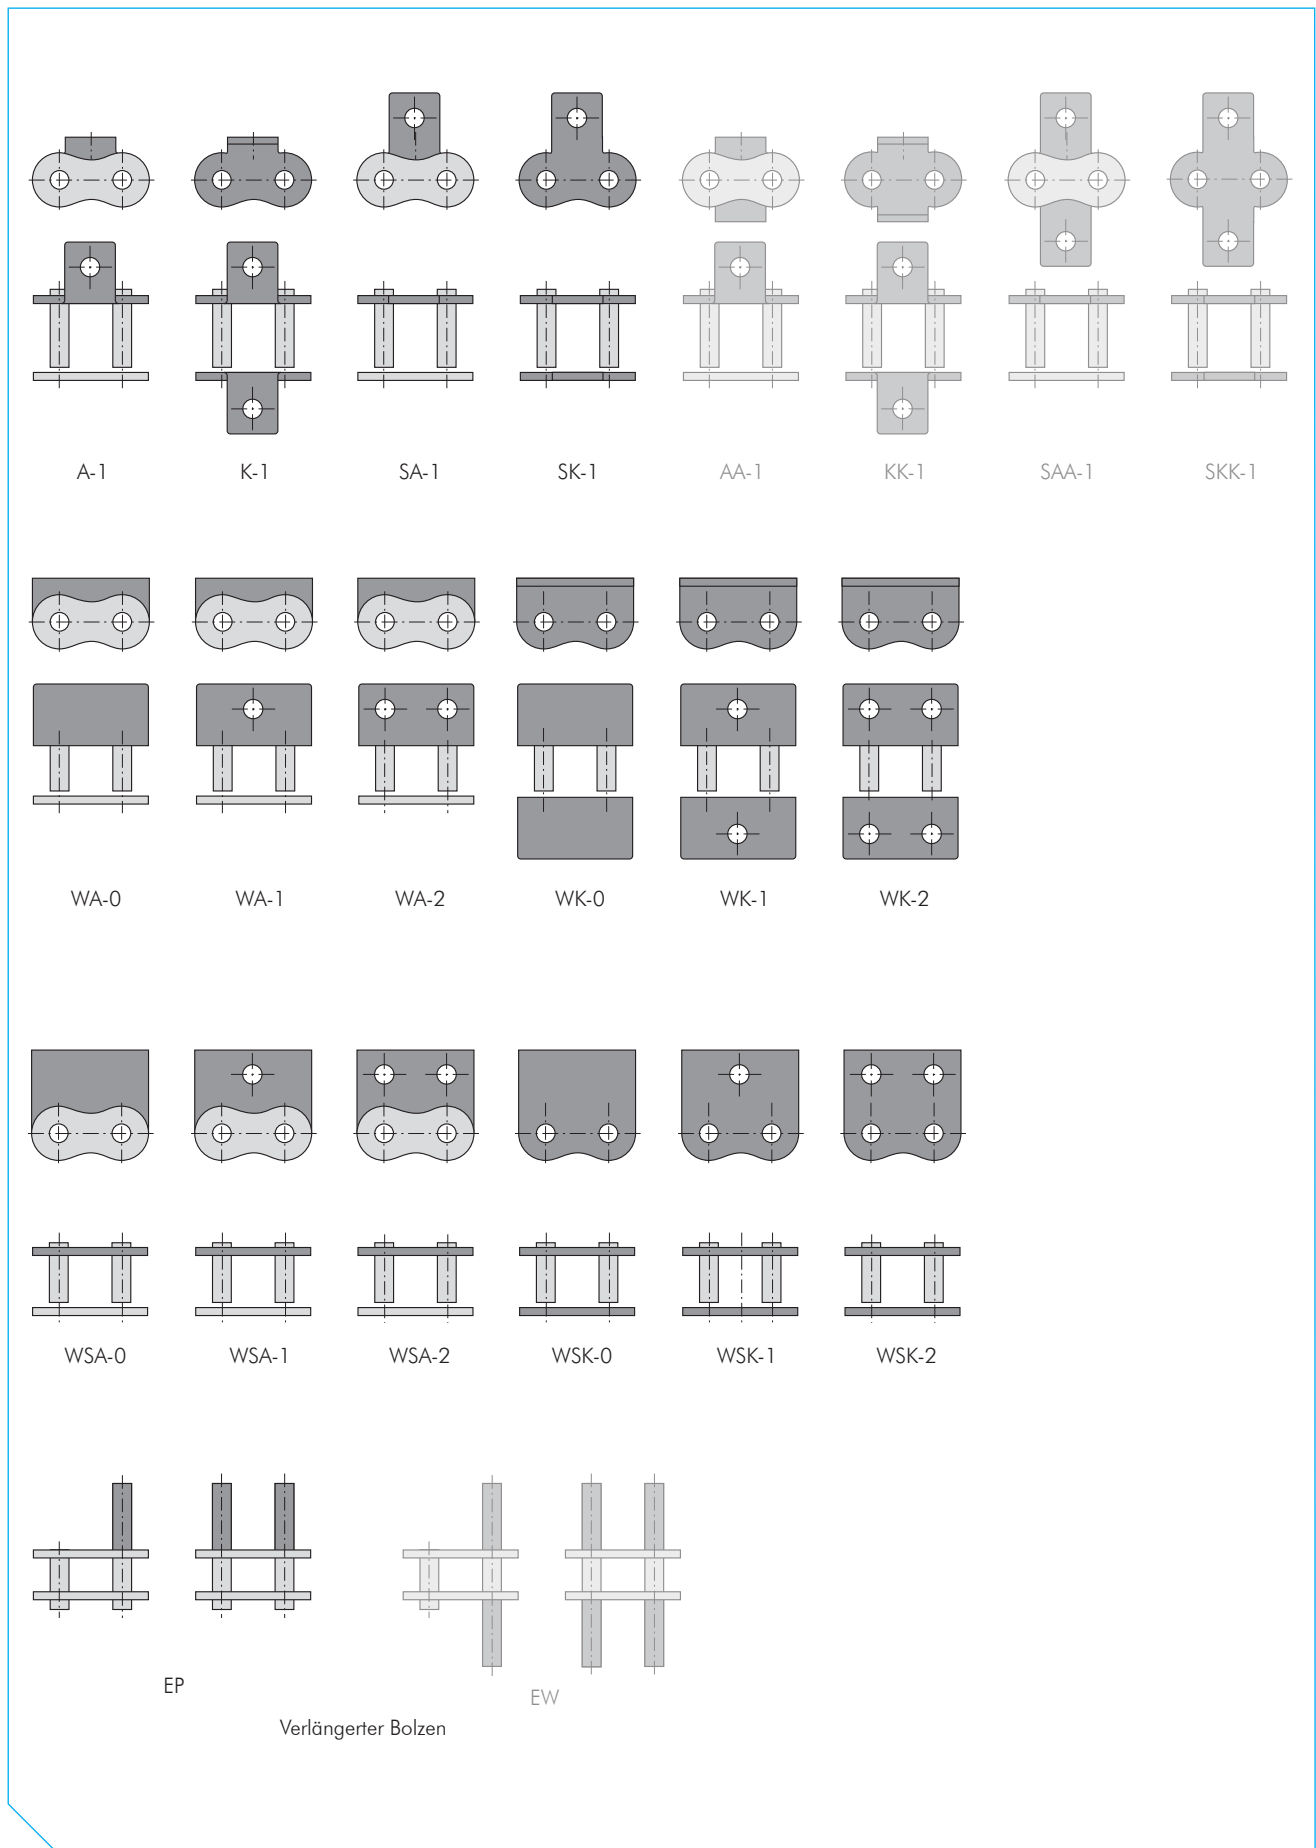 A-1 K-1 SA-1 SK-1 AA-1 KK-1 SAA-1 SKK-1
WA-0 WA-1 WA-2 WK-0 WK-1 WK-2
WSA-0 WSA-1 WSA-2 WSK-0 WSK-1 WSK-2
EP
EW
Verlängerter Bolzen